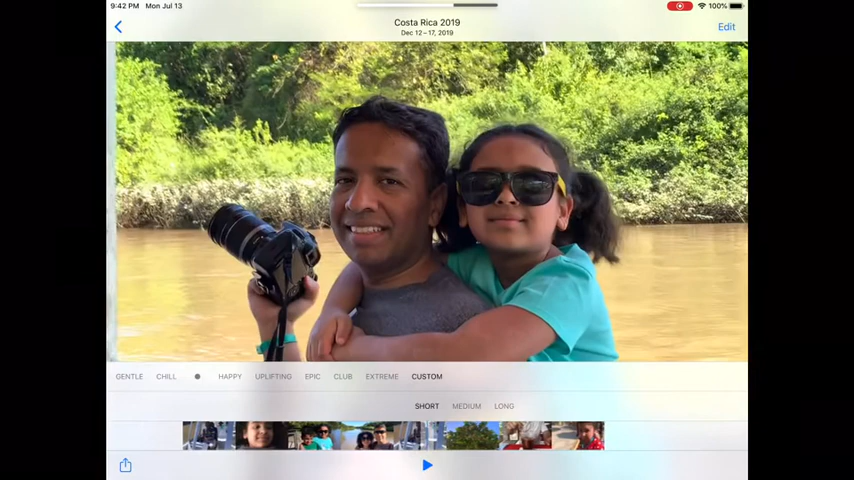 9:42 PM Mon Jul 13
100%
Costa Rica 2019
Dec 12 – 17, 2019
Edit
GENTLE CHILL HAPPY UPLIFTING EPIC CLUB EXTREME CUSTOM
SHORT MEDIUM LONG